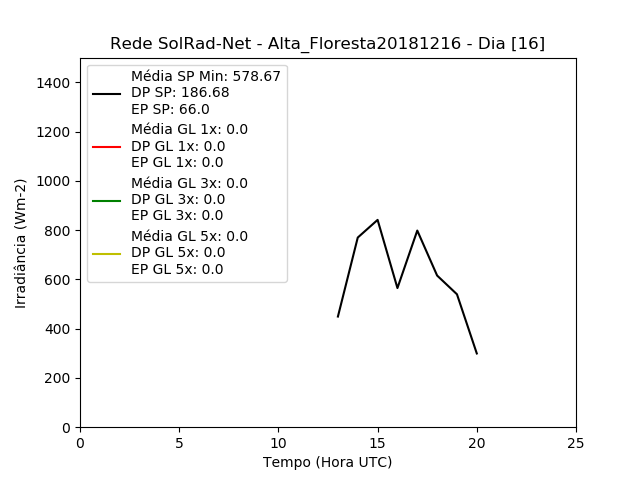 Rede SolRad-Net - Alta_Floresta20181216 - Dia [16]
Média SP Min: 578.67
DP SP: 186.68
EP SP: 66.0
Média GL 1x: 0.0
DP GL 1x: 0.0
EP GL 1x: 0.0
Média GL 3x: 0.0
DP GL 3x: 0.0
EP GL 3x: 0.0
Média GL 5x: 0.0
DP GL 5x: 0.0
EP GL 5x: 0.0
Irradiância (Wm-2)
1400
1200
1000
800
600
400
200
0
0 5 10 15 20 25
Tempo (Hora UTC)